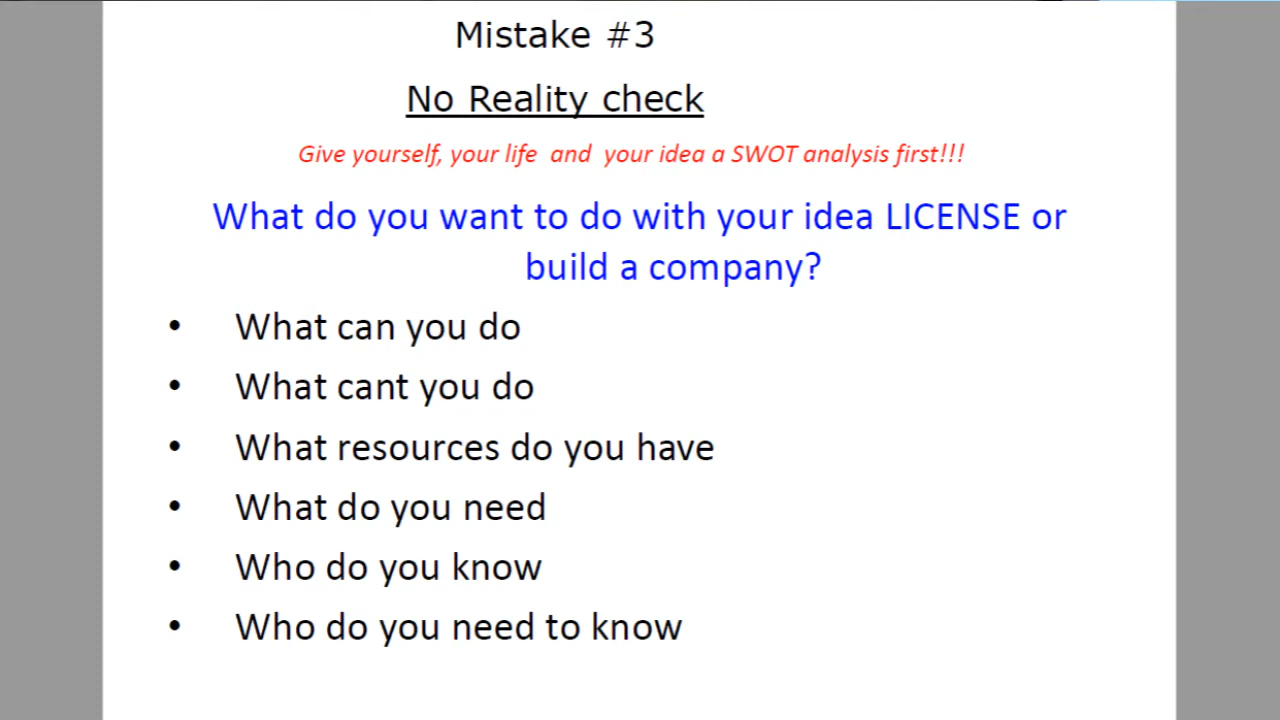 Mistake #3
No Reality check
Give yourself, your life and your idea a SWOT analysis first!!!
What do you want to do with your idea LICENSE or
build a company?
• What can you do
• What cant you do
• What resources do you have
• What do you need
• Who do you know
• Who do you need to know